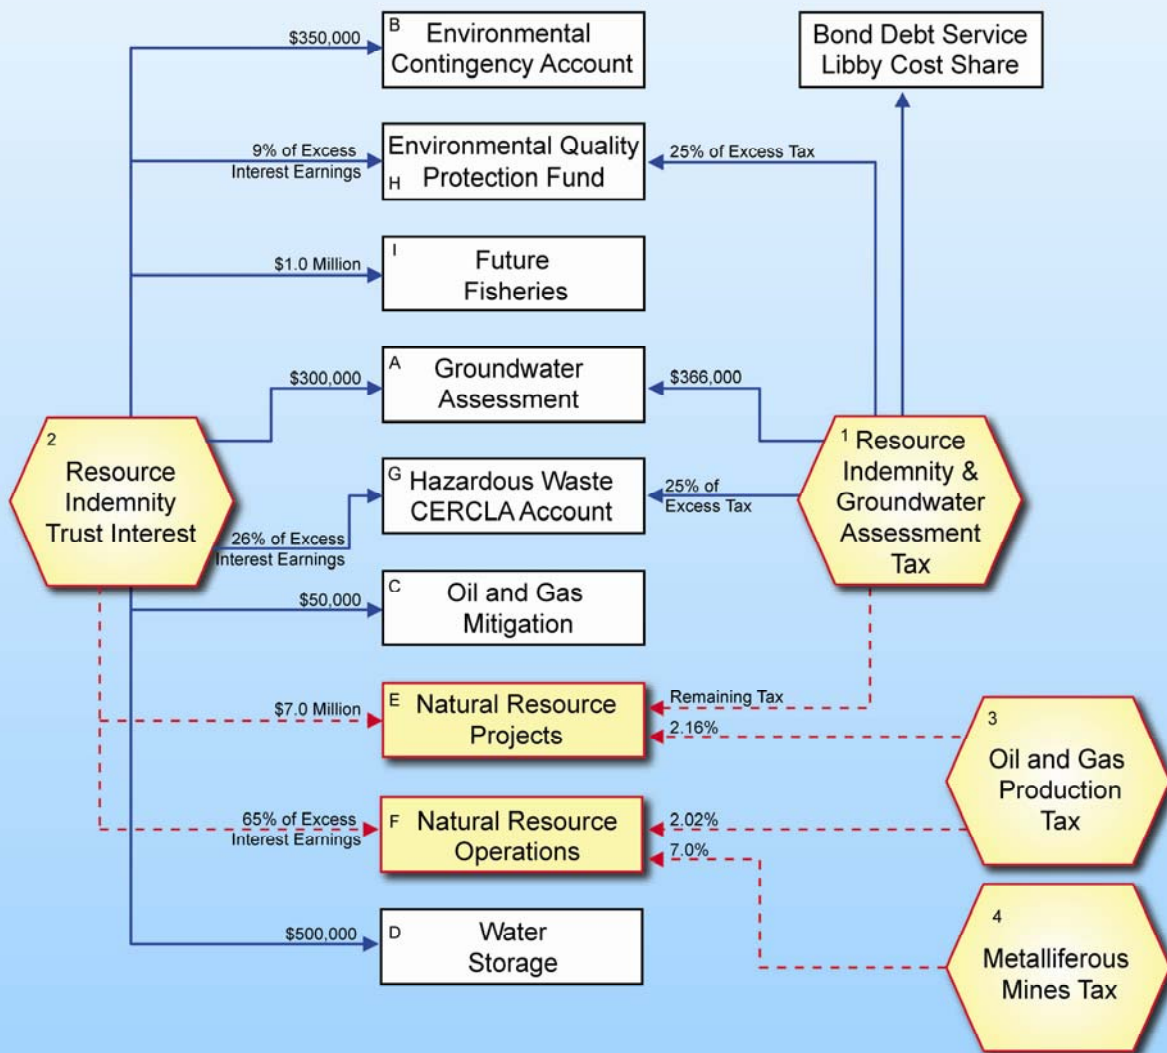 B
$350,000
Environmental
Contingency Account
Bond Debt Service
Libby Cost Share
9% of Excess
Interest Earnings
Environmental Quality
H
Protection Fund
25% of Excess Tax
I
$1.0 Million
Future
Fisheries
A
$300,000
Groundwater
Assessment
$366,000
2
Resource
Indemnity
Trust Interest
1
Resource
Indemnity &
Groundwater
Assessment
Tax
G
26% of Excess
Interest Earnings
Hazardous Waste
CERCLA Account
25% of
Excess Tax
C
$50,000
Oil and Gas
Mitigation
E
$7.0 Million
Natural Resource
Projects
Remaining Tax
2.16%
3
Oil and Gas
Production
Tax
65% of Excess
Interest Earnings
F
Natural Resource
Operations
2.02%
7.0%
4
Metalliferous
Mines Tax
$500,000
D
Water
Storage